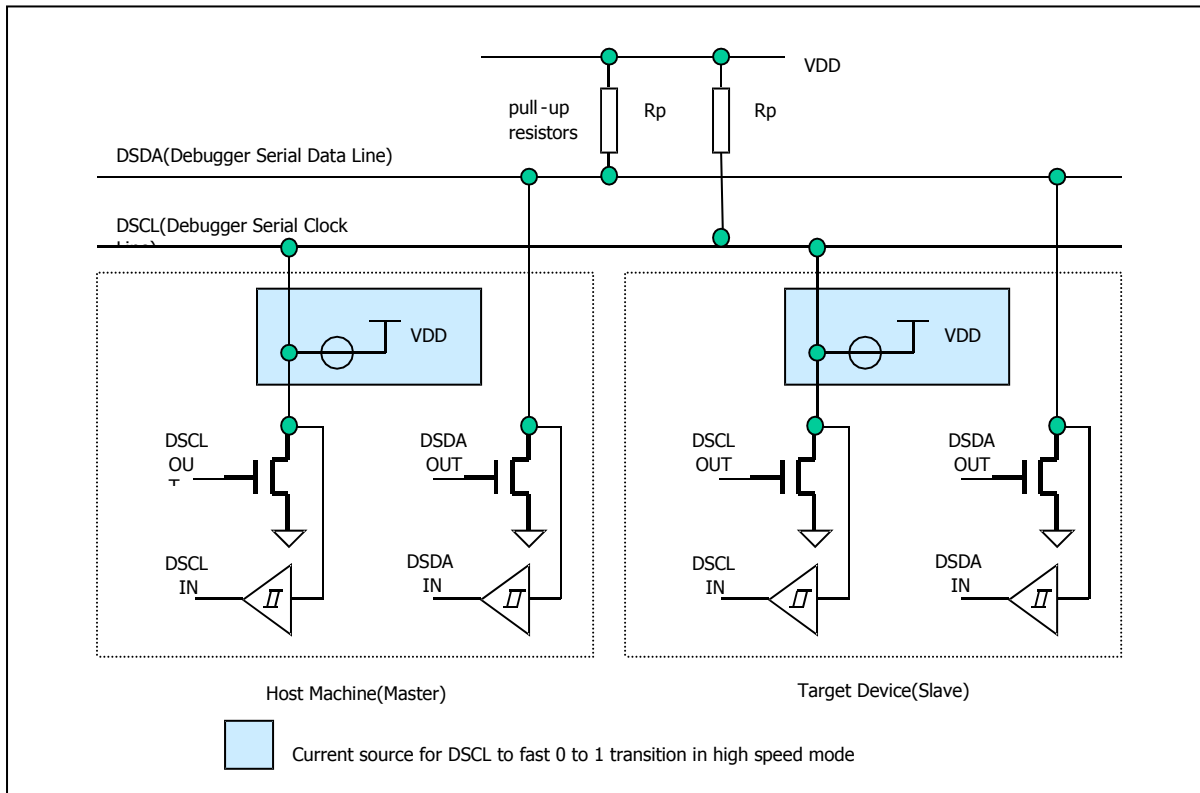 VDD
pull-up Rp Rp
resistors
DSDA(Debugger Serial Data Line)
DSCL(Debugger Serial Clock
VDD VDD
DSCL DSDA DSCL DSDA
OU OUT OUT OUT
DSCL DSDA DSCL DSDA
IN IN IN IN
Host Machine(Master) Target Device(Slave)
Current source for DSCL to fast 0 to 1 transition in high speed mode